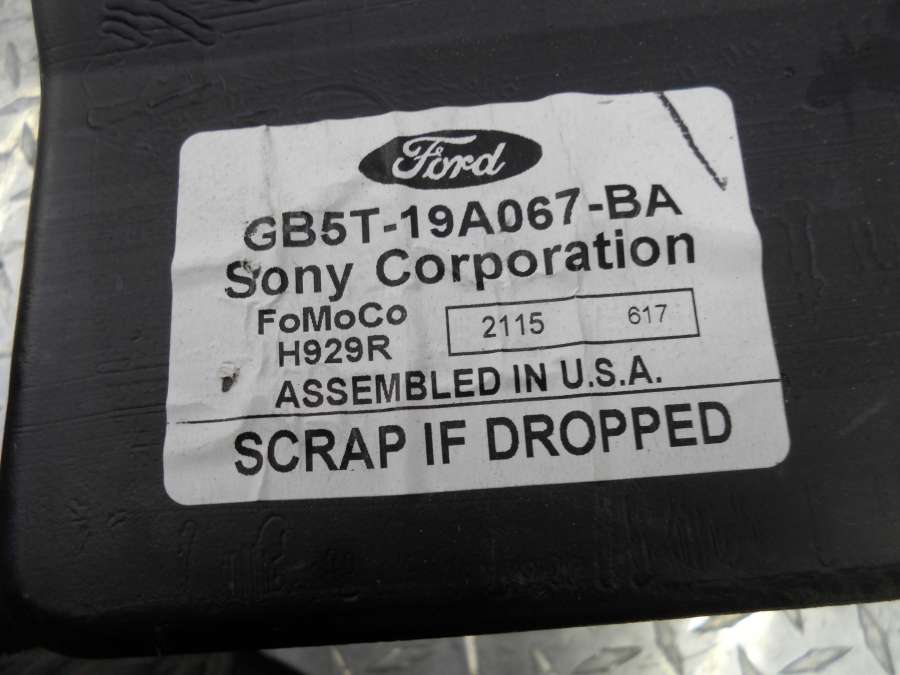 Ford
GB5T-19A067-BA
Sony Corporation
FoMoCo
H929R
2115 617
ASSEMBLED IN U.S.A.
SCRAP IF DROPPED